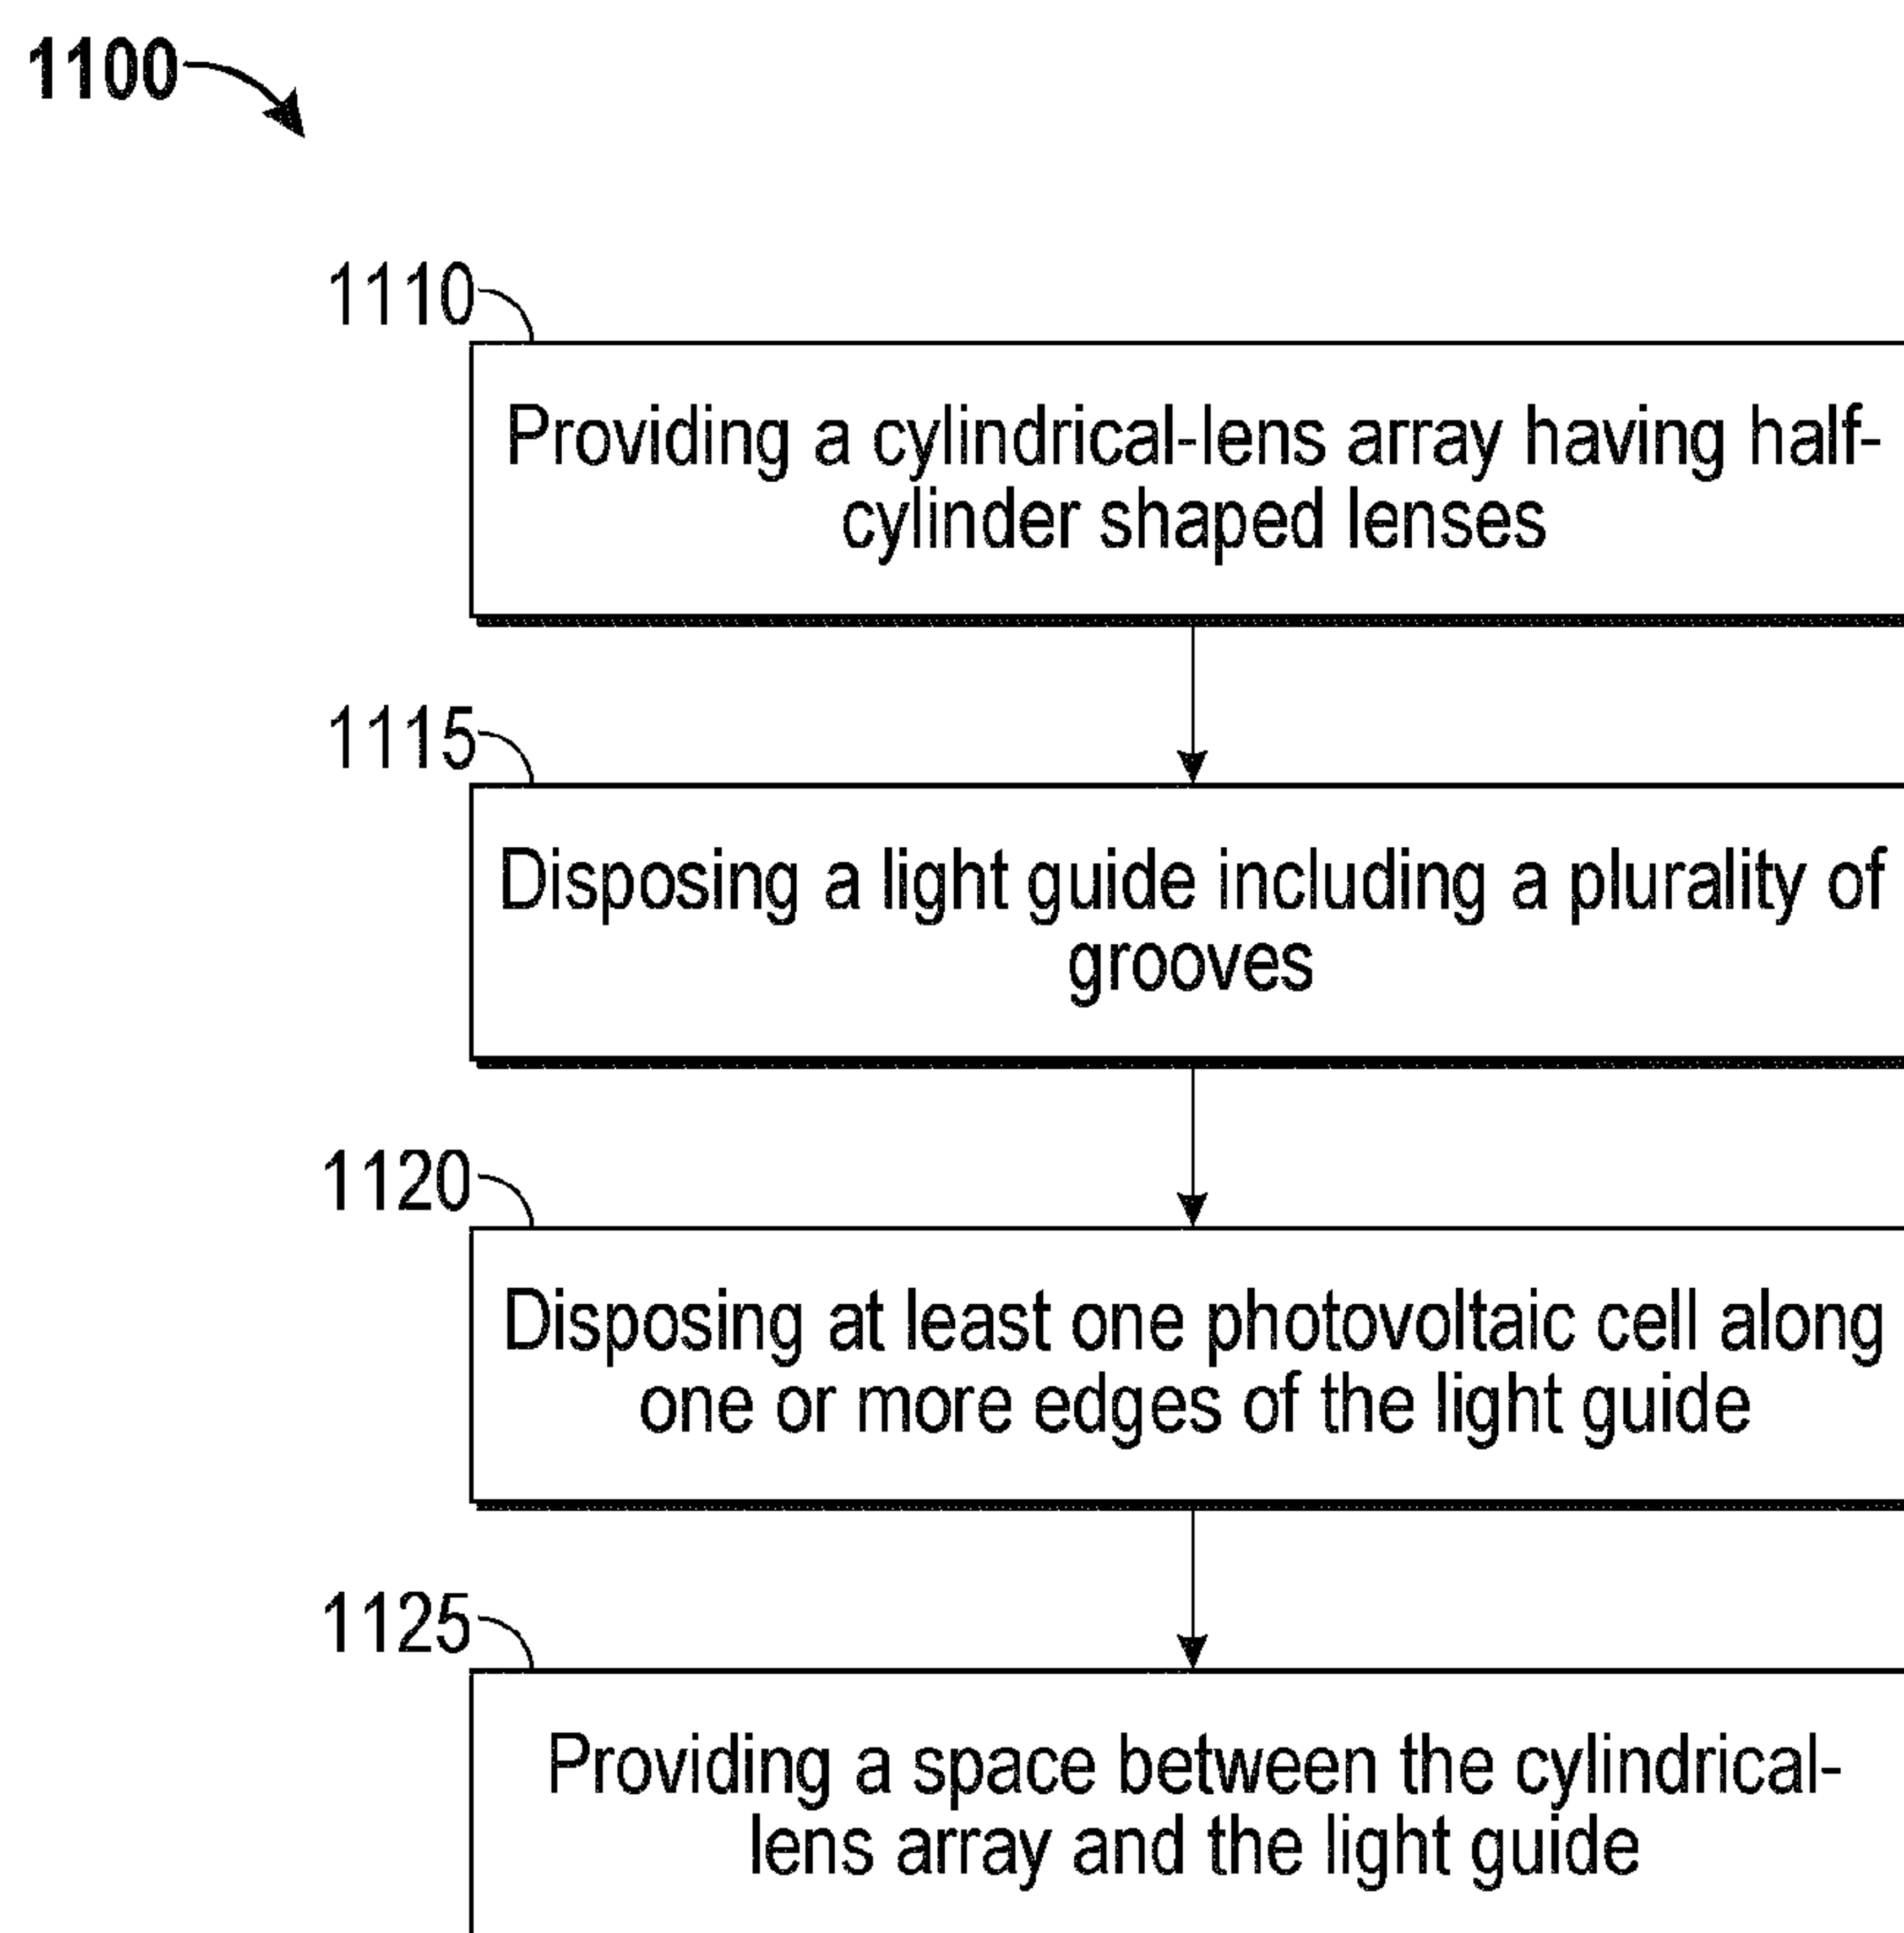 1100
1110
Providing a cylindrical-lens array having half-
cylinder shaped lenses
1115
Disposing a light guide including a plurality of
grooves
1120
Disposing at least one photovoltaic cell along
one or more edges of the light guide
1125
Providing a space between the cylindrical-
lens array and the light guide